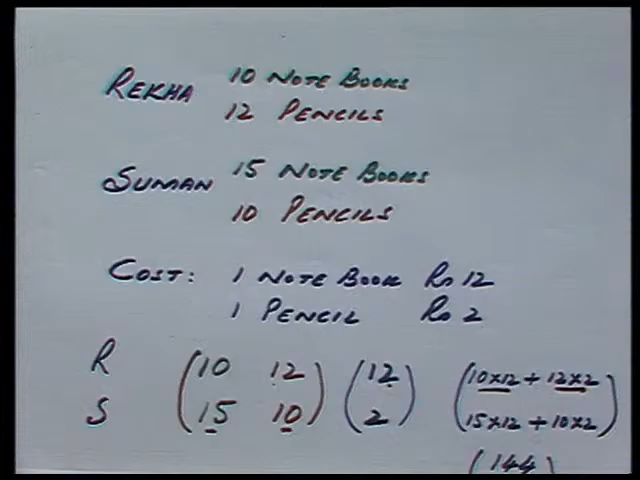 REKHA 10 NOTE BOOKS
12 PENCILS
SUMAN 15 NOTE BOOKS
10 PENCILS
COST: 1 NOTE BOOK Rs 12
1 PENCIL Rs 2
R (10 12) (12) (10×12 + 12×2)
S (15 10) (2) (15×12 + 10×2)
(144)